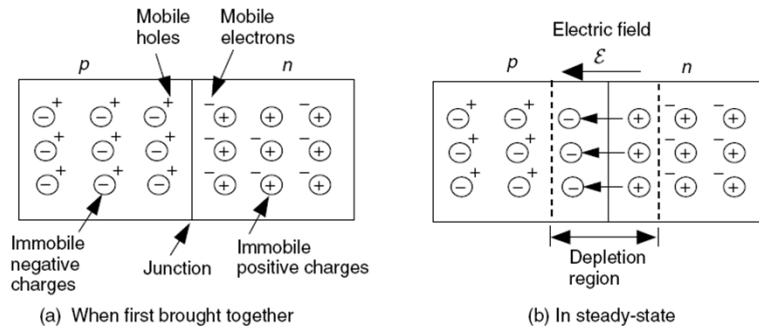 Mobile
holes
Mobile
electrons
p
n
+ + +
− + − + − +
+ + +
− + − + − +
+ + +
− + − + − +
Immobile
negative
charges
Junction
Immobile
positive charges
(a) When first brought together
Electric field
ℰ
p
n
+ +
− − − + − + − +
+ +
− − − + − + − +
+ +
− − − + − + − +
Depletion
region
(b) In steady-state